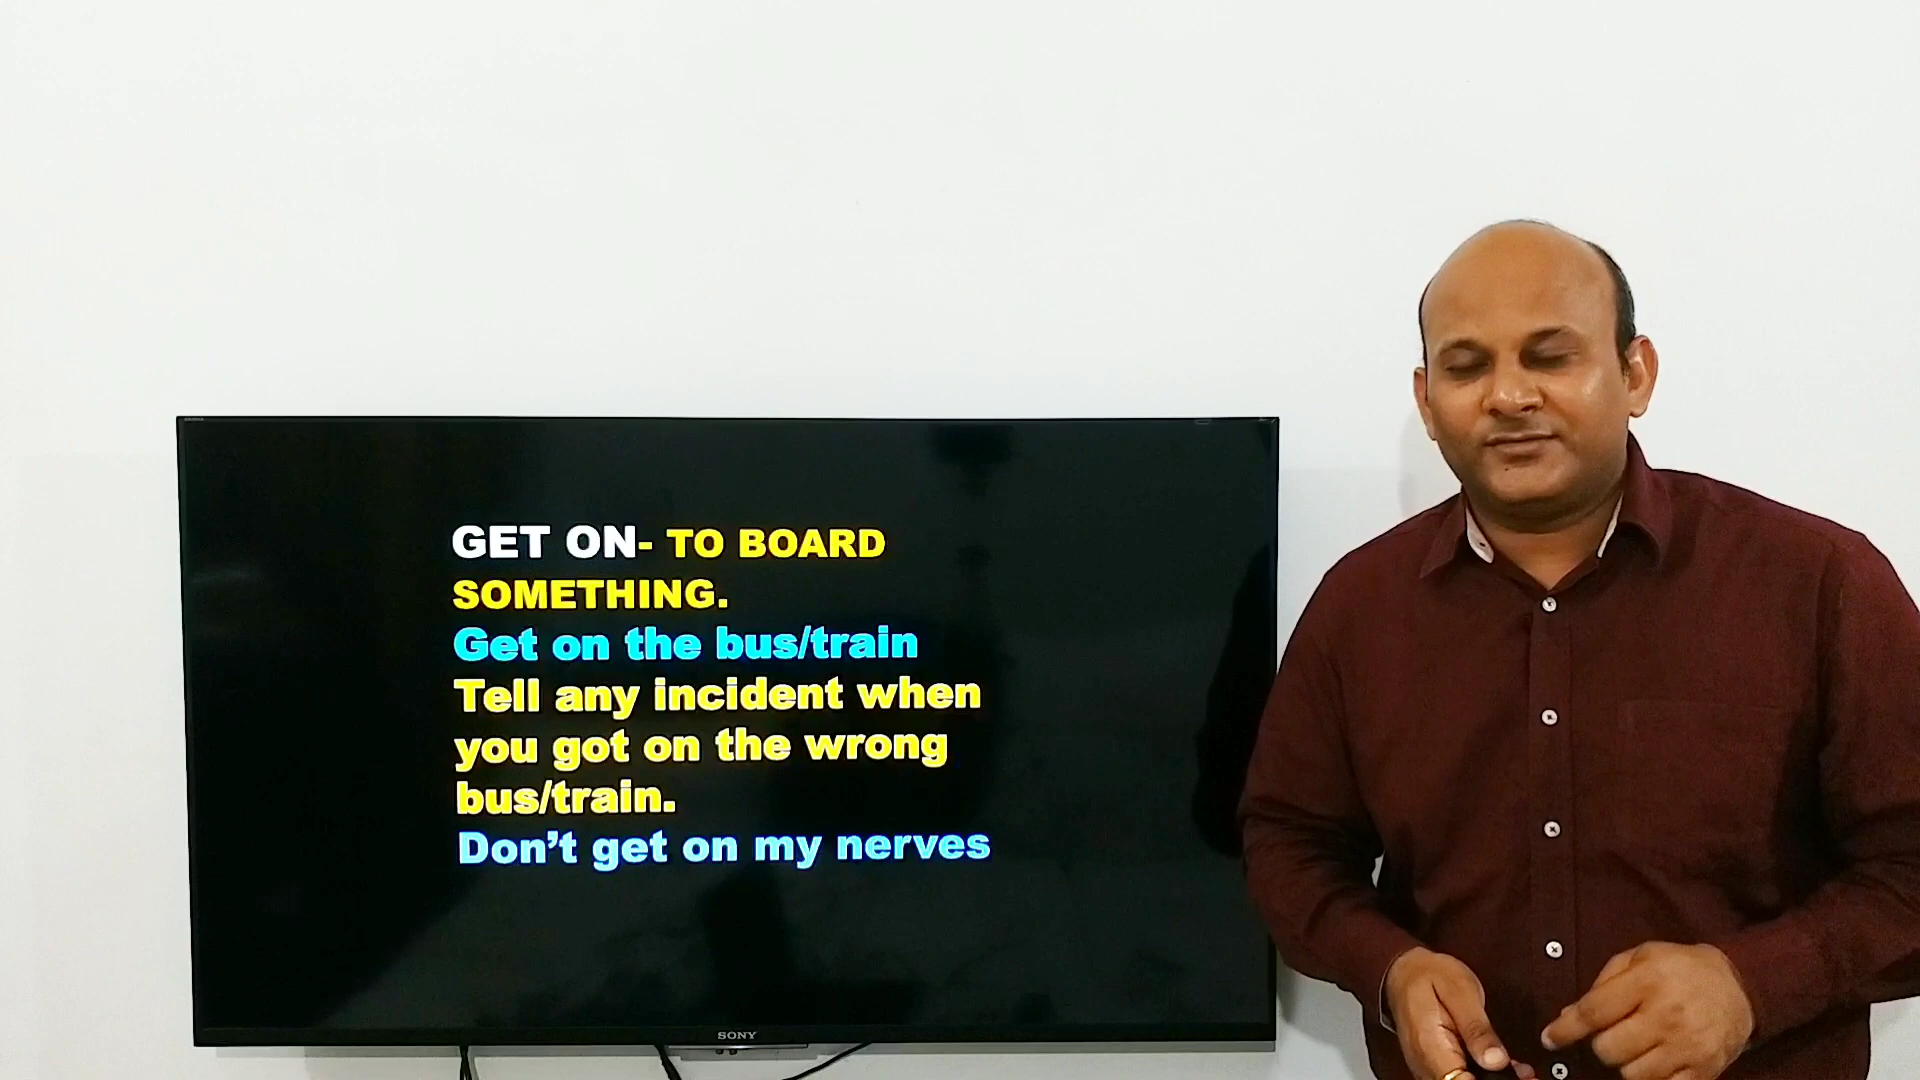 GET ON- TO BOARD
SOMETHING.
Get on the bus/train
Tell any incident when
you got on the wrong
bus/train.
Don't get on my nerves
SONY